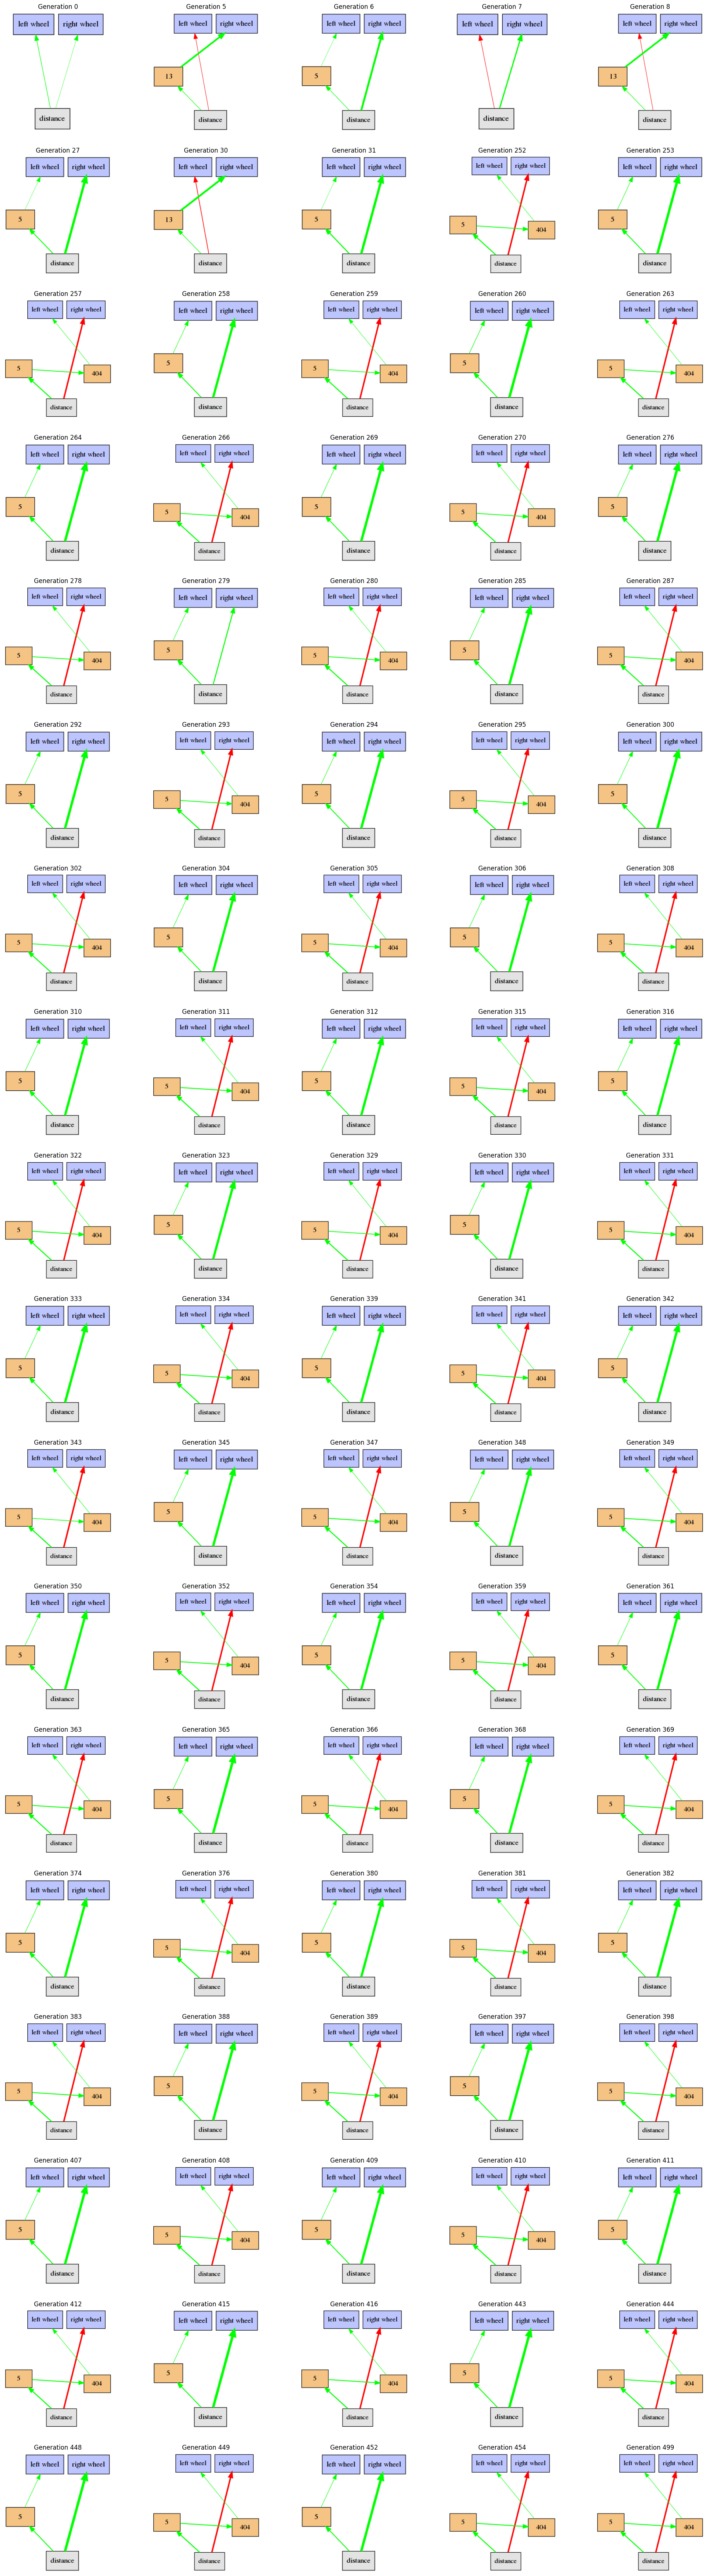 Generation 0 Generation 5 Generation 6 Generation 7 Generation 8
left wheel right wheel left wheel right wheel left wheel right wheel left wheel right wheel left wheel right wheel
13 5 13
distance distance distance distance distance
Generation 27 Generation 30 Generation 31 Generation 252 Generation 253
left wheel right wheel left wheel right wheel left wheel right wheel left wheel right wheel left wheel right wheel
5 13 5 5 404 5
distance distance distance distance distance
Generation 257 Generation 258 Generation 259 Generation 260 Generation 263
left wheel right wheel left wheel right wheel left wheel right wheel left wheel right wheel left wheel right wheel
5 404 5 5 404 5 5 404
distance distance distance distance distance
Generation 264 Generation 266 Generation 269 Generation 270 Generation 276
left wheel right wheel left wheel right wheel left wheel right wheel left wheel right wheel left wheel right wheel
5 5 404 5 5 404 5
distance distance distance distance distance
Generation 278 Generation 279 Generation 280 Generation 285 Generation 287
left wheel right wheel left wheel right wheel left wheel right wheel left wheel right wheel left wheel right wheel
5 404 5 5 404 5 5 404
distance distance distance distance distance
Generation 292 Generation 293 Generation 294 Generation 295 Generation 300
left wheel right wheel left wheel right wheel left wheel right wheel left wheel right wheel left wheel right wheel
5 5 404 5 5 404 5
distance distance distance distance distance
Generation 302 Generation 304 Generation 305 Generation 306 Generation 308
left wheel right wheel left wheel right wheel left wheel right wheel left wheel right wheel left wheel right wheel
5 404 5 5 404 5 5 404
distance distance distance distance distance
Generation 310 Generation 311 Generation 312 Generation 315 Generation 316
left wheel right wheel left wheel right wheel left wheel right wheel left wheel right wheel left wheel right wheel
5 5 404 5 5 404 5
distance distance distance distance distance
Generation 322 Generation 323 Generation 329 Generation 330 Generation 331
left wheel right wheel left wheel right wheel left wheel right wheel left wheel right wheel left wheel right wheel
5 404 5 5 404 5 5 404
distance distance distance distance distance
Generation 333 Generation 334 Generation 339 Generation 341 Generation 342
left wheel right wheel left wheel right wheel left wheel right wheel left wheel right wheel left wheel right wheel
5 5 404 5 5 404 5
distance distance distance distance distance
Generation 343 Generation 345 Generation 347 Generation 348 Generation 349
left wheel right wheel left wheel right wheel left wheel right wheel left wheel right wheel left wheel right wheel
5 404 5 5 404 5 5 404
distance distance distance distance distance
Generation 350 Generation 352 Generation 354 Generation 359 Generation 361
left wheel right wheel left wheel right wheel left wheel right wheel left wheel right wheel left wheel right wheel
5 5 404 5 5 404 5
distance distance distance distance distance
Generation 363 Generation 365 Generation 366 Generation 368 Generation 369
left wheel right wheel left wheel right wheel left wheel right wheel left wheel right wheel left wheel right wheel
5 404 5 5 404 5 5 404
distance distance distance distance distance
Generation 374 Generation 376 Generation 380 Generation 381 Generation 382
left wheel right wheel left wheel right wheel left wheel right wheel left wheel right wheel left wheel right wheel
5 5 404 5 5 404 5
distance distance distance distance distance
Generation 383 Generation 388 Generation 389 Generation 397 Generation 398
left wheel right wheel left wheel right wheel left wheel right wheel left wheel right wheel left wheel right wheel
5 404 5 5 404 5 5 404
distance distance distance distance distance
Generation 407 Generation 408 Generation 409 Generation 410 Generation 411
left wheel right wheel left wheel right wheel left wheel right wheel left wheel right wheel left wheel right wheel
5 5 404 5 5 404 5
distance distance distance distance distance
Generation 412 Generation 415 Generation 416 Generation 443 Generation 444
left wheel right wheel left wheel right wheel left wheel right wheel left wheel right wheel left wheel right wheel
5 404 5 5 404 5 5 404
distance distance distance distance distance
Generation 448 Generation 449 Generation 452 Generation 454 Generation 499
left wheel right wheel left wheel right wheel left wheel right wheel left wheel right wheel left wheel right wheel
5 5 404 5 5 404 5 404
distance distance distance distance distance